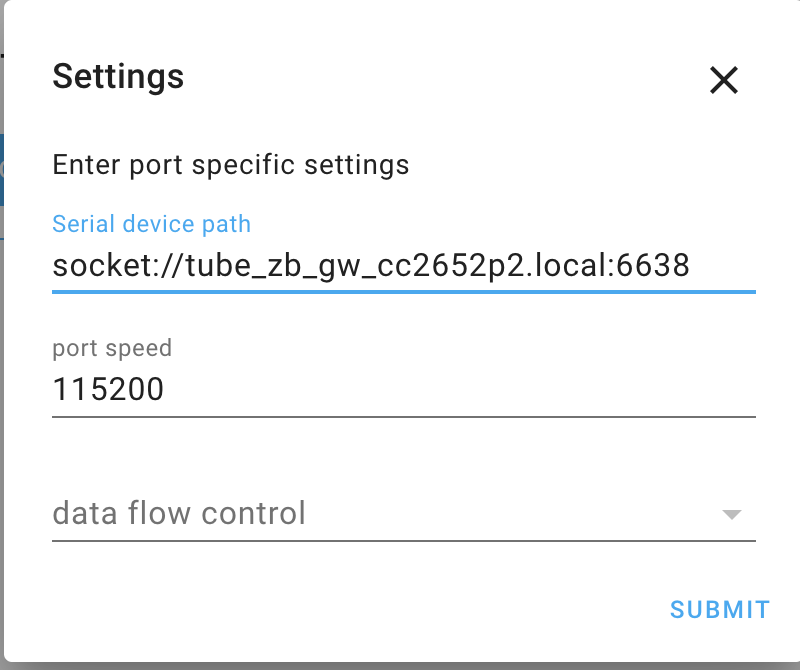 Settings
Enter port specific settings
Serial device path
socket://tube_zb_gw_cc2652p2.local:6638
port speed
115200
data flow control
SUBMIT